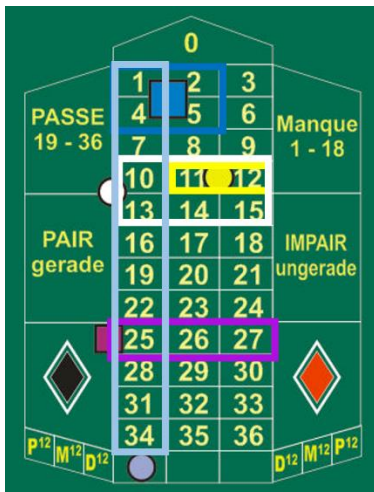 0
1 2 3
4 5 6
PASSE
19 - 36
Manque
1 - 18
7 8 9
10 11 12
13 14 15
PAIR
gerade
16 17 18
IMPAIR
ungerade
19 20 21
22 23 24
25 26 27
28 29 30
31 32 33
34 35 36
P12 M12 D12
D12 M12 P12